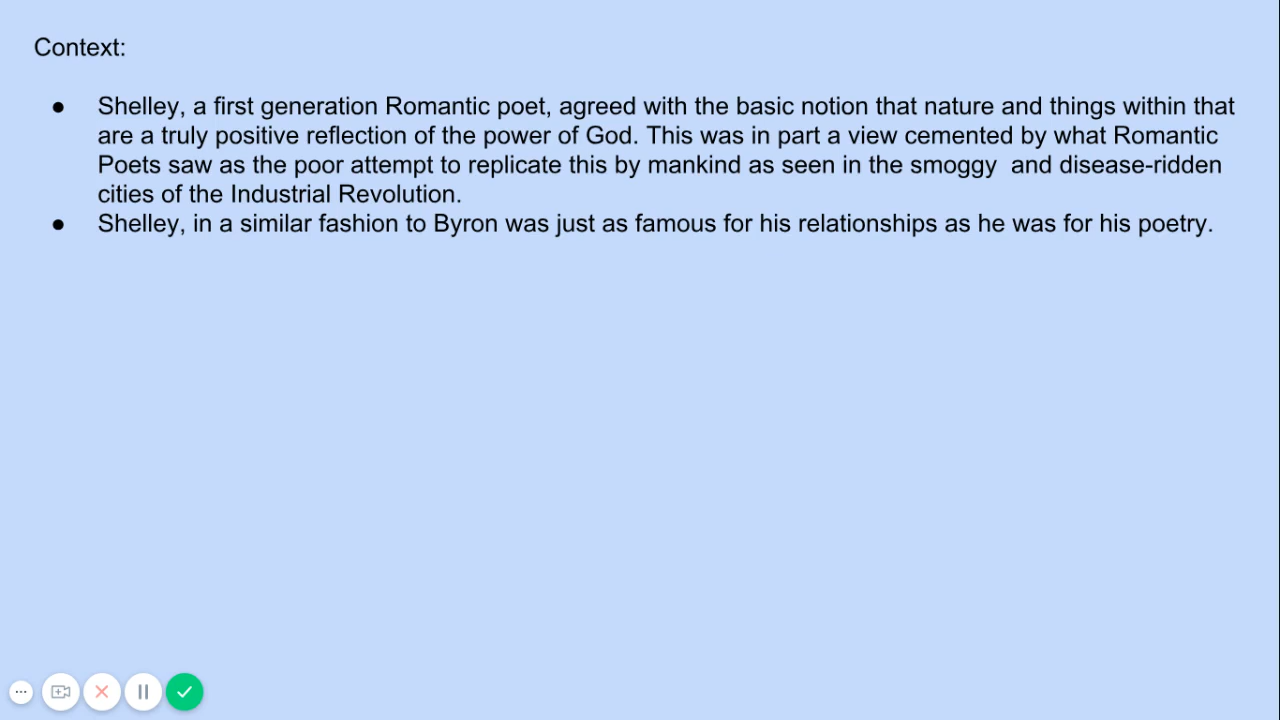 Context:
● Shelley, a first generation Romantic poet, agreed with the basic notion that nature and things within that
are a truly positive reflection of the power of God. This was in part a view cemented by what Romantic
Poets saw as the poor attempt to replicate this by mankind as seen in the smoggy  and disease-ridden
cities of the Industrial Revolution.
● Shelley, in a similar fashion to Byron was just as famous for his relationships as he was for his poetry.